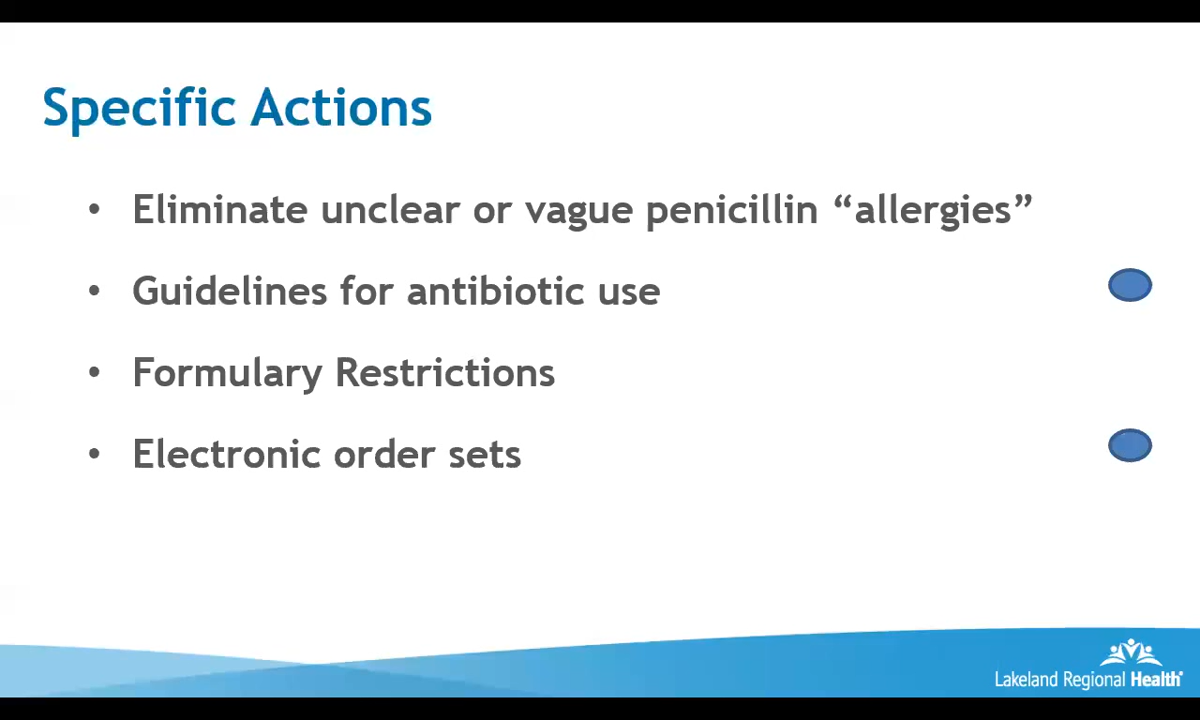 Specific Actions
• Eliminate unclear or vague penicillin “allergies”
• Guidelines for antibiotic use
• Formulary Restrictions
• Electronic order sets
Lakeland Regional Health